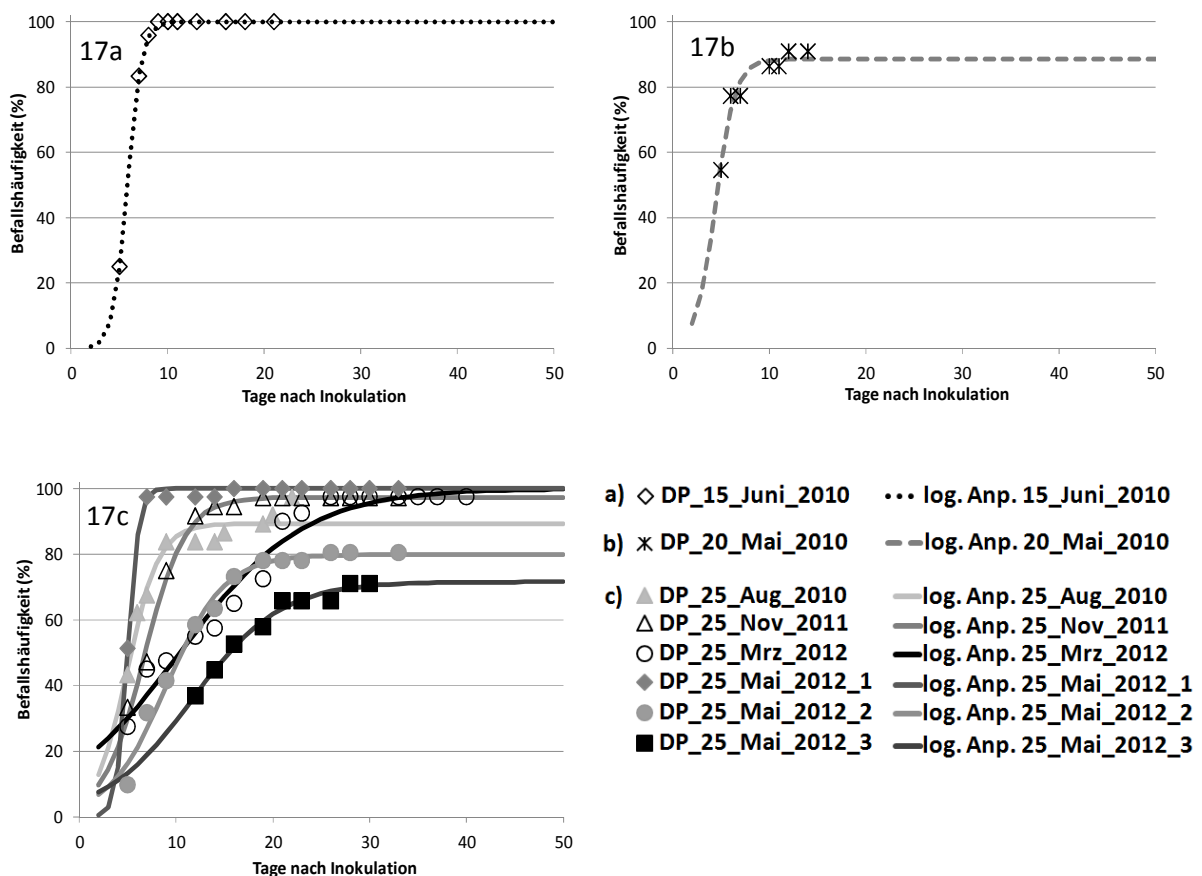 17a
Befallshäufigkeit (%)
100
80
60
40
20
0
0 10 20 30 40 50
Tage nach Inokulation
17b
Befallshäufigkeit (%)
100
80
60
40
20
0
0 10 20 30 40 50
Tage nach Inokulation
17c
Befallshäufigkeit (%)
100
80
60
40
20
0
0 10 20 30 40 50
Tage nach Inokulation
a) DP_15_Juni_2010 log. Anp. 15_Juni_2010
b) DP_20_Mai_2010 log. Anp. 20_Mai_2010
c) DP_25_Aug_2010 log. Anp. 25_Aug_2010
DP_25_Nov_2011 log. Anp. 25_Nov_2011
DP_25_Mrz_2012 log. Anp. 25_Mrz_2012
DP_25_Mai_2012_1 log. Anp. 25_Mai_2012_1
DP_25_Mai_2012_2 log. Anp. 25_Mai_2012_2
DP_25_Mai_2012_3 log. Anp. 25_Mai_2012_3